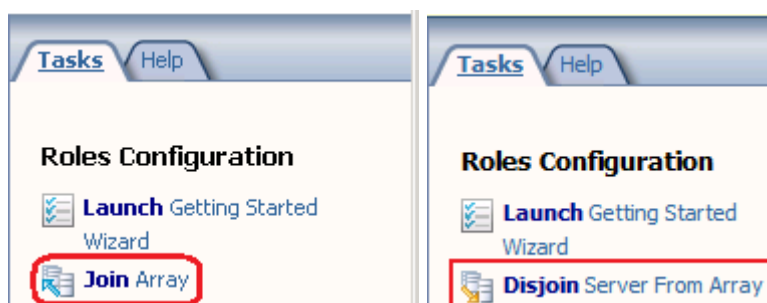 Tasks Help
Roles Configuration
Launch Getting Started
Wizard
Join Array
Tasks Help
Roles Configuration
Launch Getting Started
Wizard
Disjoin Server From Array